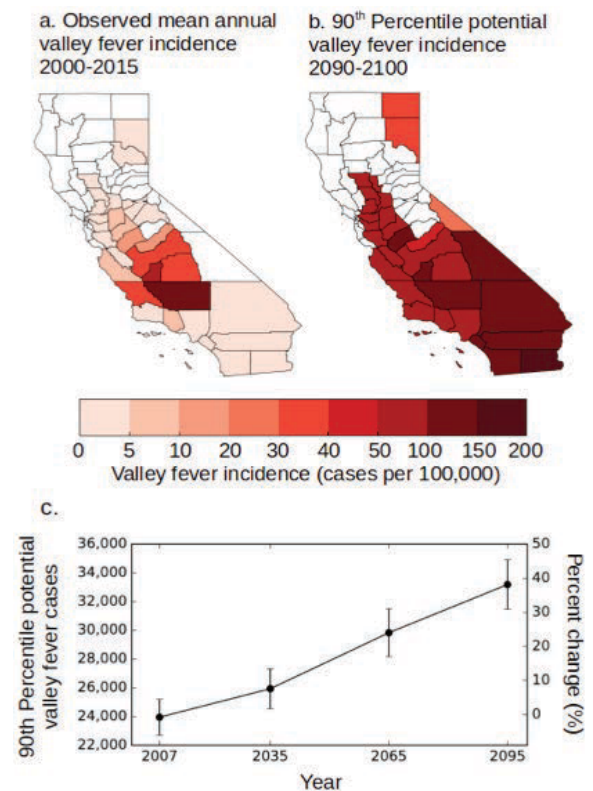 a. Observed mean annual
valley fever incidence
2000-2015
b. 90th Percentile potential
valley fever incidence
2090-2100
0 5 10 20 30 40 50 100 150 200
Valley fever incidence (cases per 100,000)
c.
90th Percentile potential
valley fever cases
36,000
34,000
32,000
30,000
28,000
26,000
24,000
22,000
50
40
30
20
10
0
Percent change (%)
2007 2035 2065 2095
Year